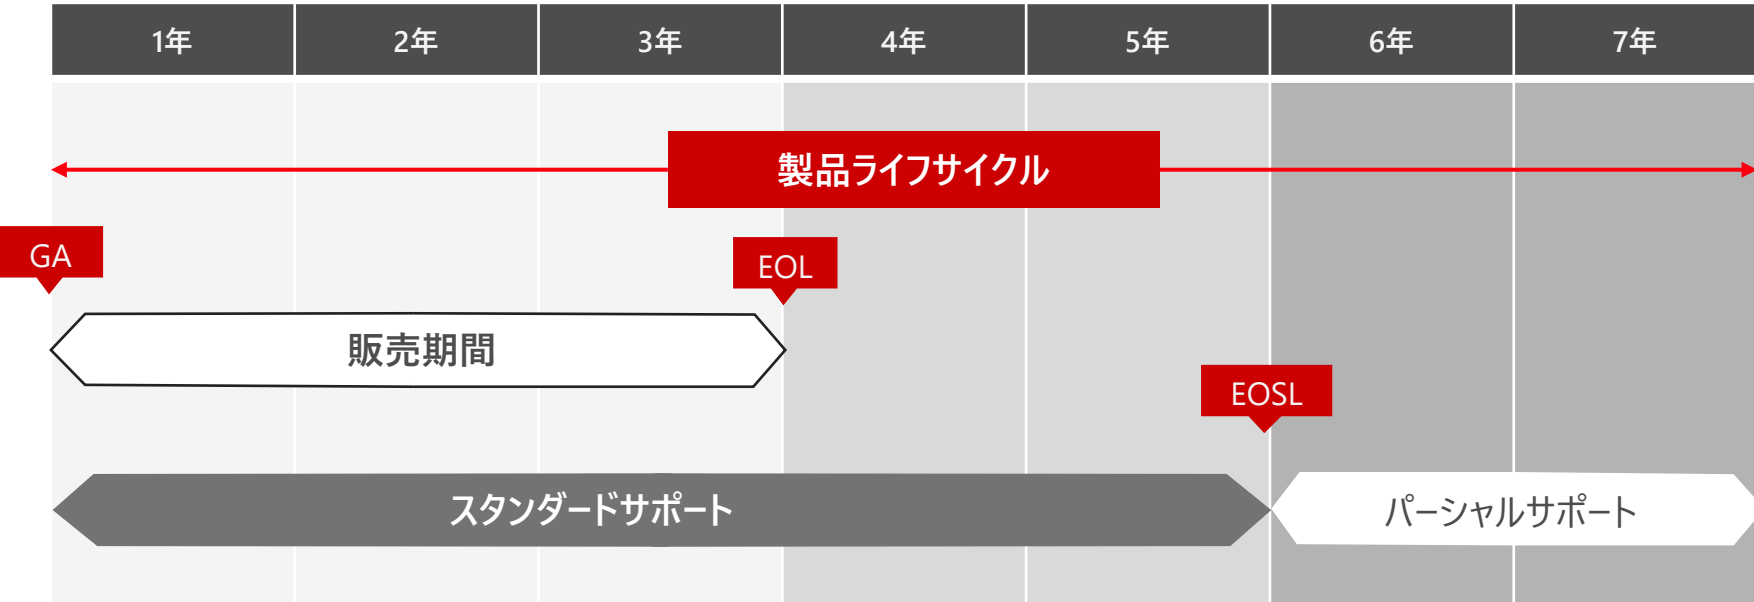 1年 2年 3年 4年 5年 6年 7年
製品ライフサイクル
GA
EOL
販売期間
EOSL
スタンダードサポート
パーシャルサポート